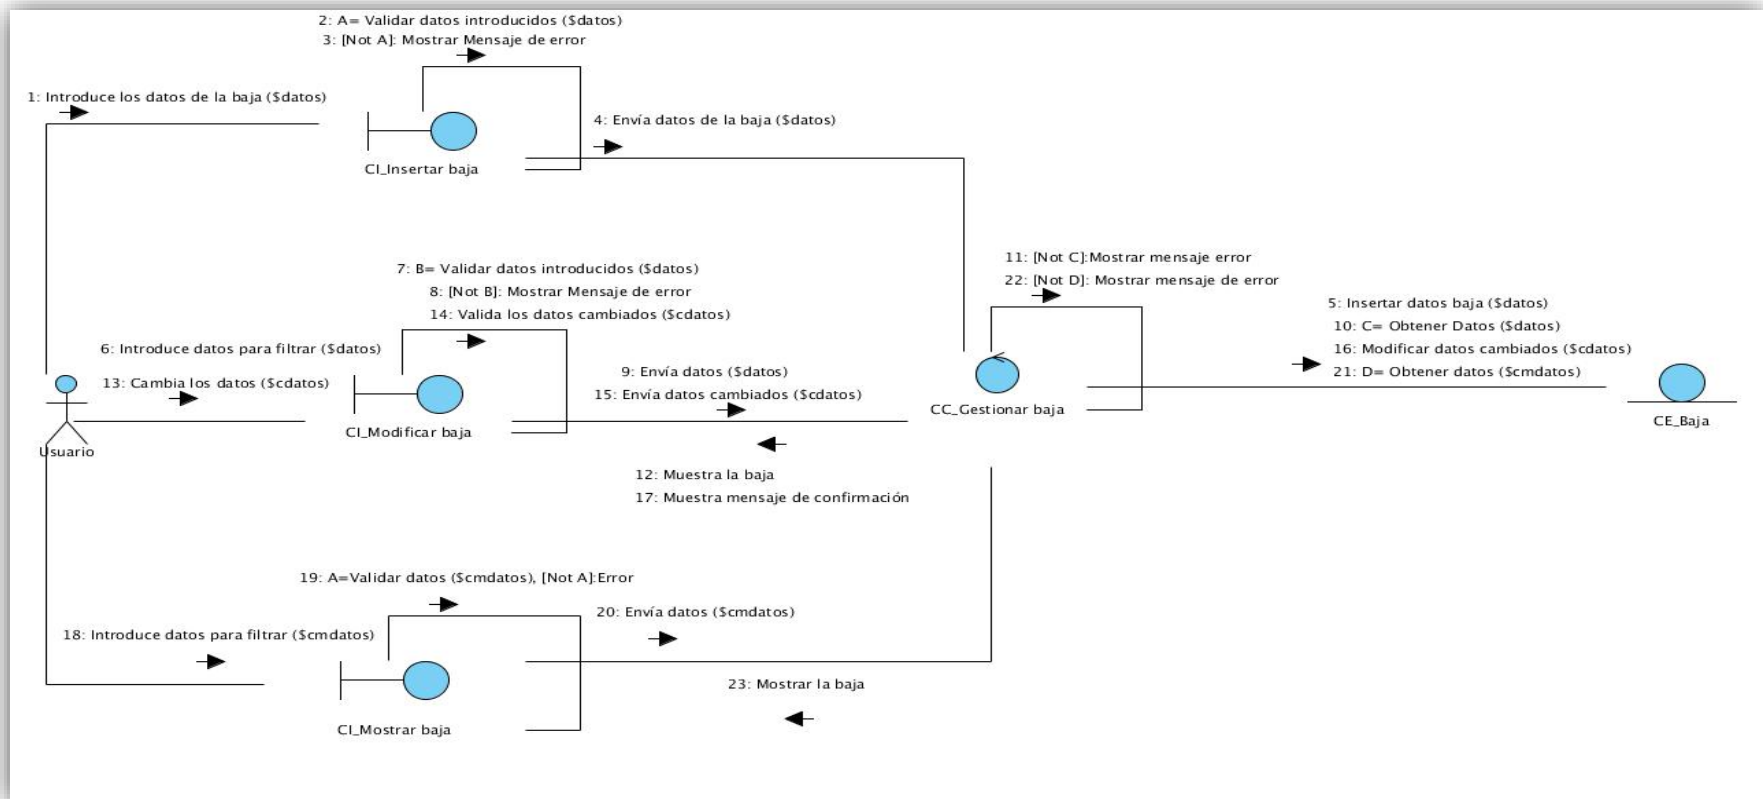 2: A= Validar datos introducidos ($datos)
3: [Not A]: Mostrar Mensaje de error
1: Introduce los datos de la baja ($datos)
4: Envía datos de la baja ($datos)
CI_Insertar baja
7: B= Validar datos introducidos ($datos)
8: [Not B]: Mostrar Mensaje de error
14: Valida los datos cambiados ($cdatos)
11: [Not C]:Mostrar mensaje error
22: [Not D]: Mostrar mensaje de error
5: Insertar datos baja ($datos)
10: C= Obtener Datos ($datos)
16: Modificar datos cambiados ($cdatos)
21: D= Obtener datos ($cmdatos)
6: Introduce datos para filtrar ($datos)
13: Cambia los datos ($cdatos)
9: Envía datos ($datos)
15: Envía datos cambiados ($cdatos)
CC_Gestionar baja
CE_Baja
CI_Modificar baja
Usuario
12: Muestra la baja
17: Muestra mensaje de confirmación
19: A=Validar datos ($cmdatos), [Not A]:Error
20: Envía datos ($cmdatos)
18: Introduce datos para filtrar ($cmdatos)
23: Mostrar la baja
CI_Mostrar baja